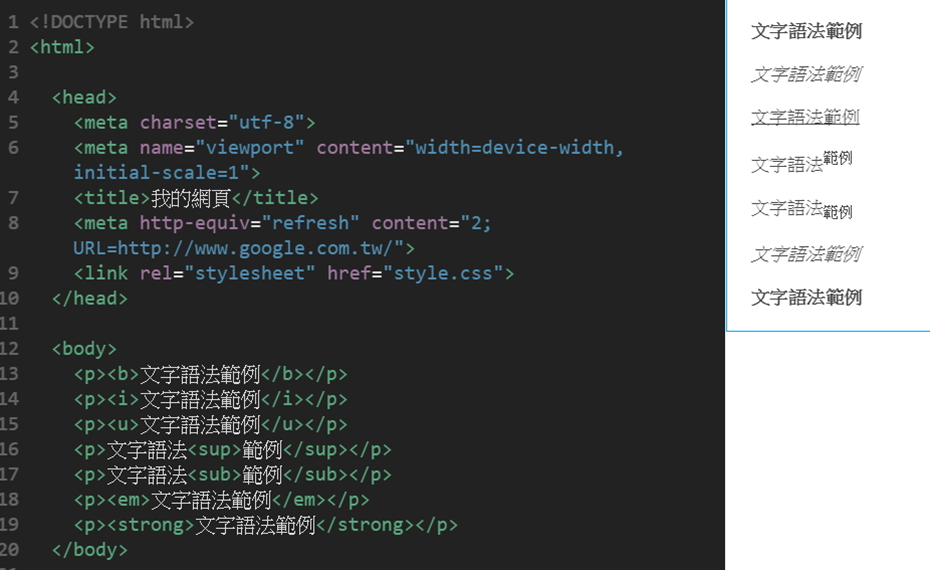 1 <!DOCTYPE html>
2 <html>
3
4 <head>
5 <meta charset="utf-8">
6 <meta name="viewport" content="width=device-width,
initial-scale=1">
7 <title>我的網頁</title>
8 <meta http-equiv="refresh" content="2;
URL=http://www.google.com.tw/">
9 <link rel="stylesheet" href="style.css">
10 </head>
11
12 <body>
13 <p><b>文字語法範例</b></p>
14 <p><i>文字語法範例</i></p>
15 <p><u>文字語法範例</u></p>
16 <p>文字語法<sup>範例</sup></p>
17 <p>文字語法<sub>範例</sub></p>
18 <p><em>文字語法範例</em></p>
19 <p><strong>文字語法範例</strong></p>
20 </body>
文字語法範例
文字語法範例
文字語法範例
文字語法範例
文字語法範例
文字語法範例
文字語法範例